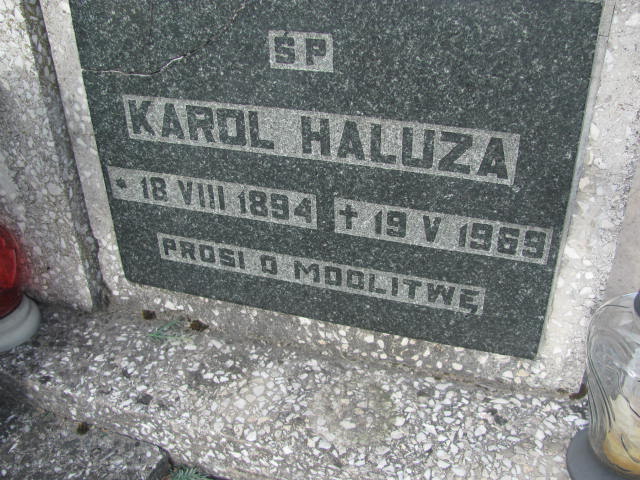 ŚP
KAROL HALUZA
* 18 VIII 1894 ✝ 19 V 1969
PROSI O MODLITWĘ